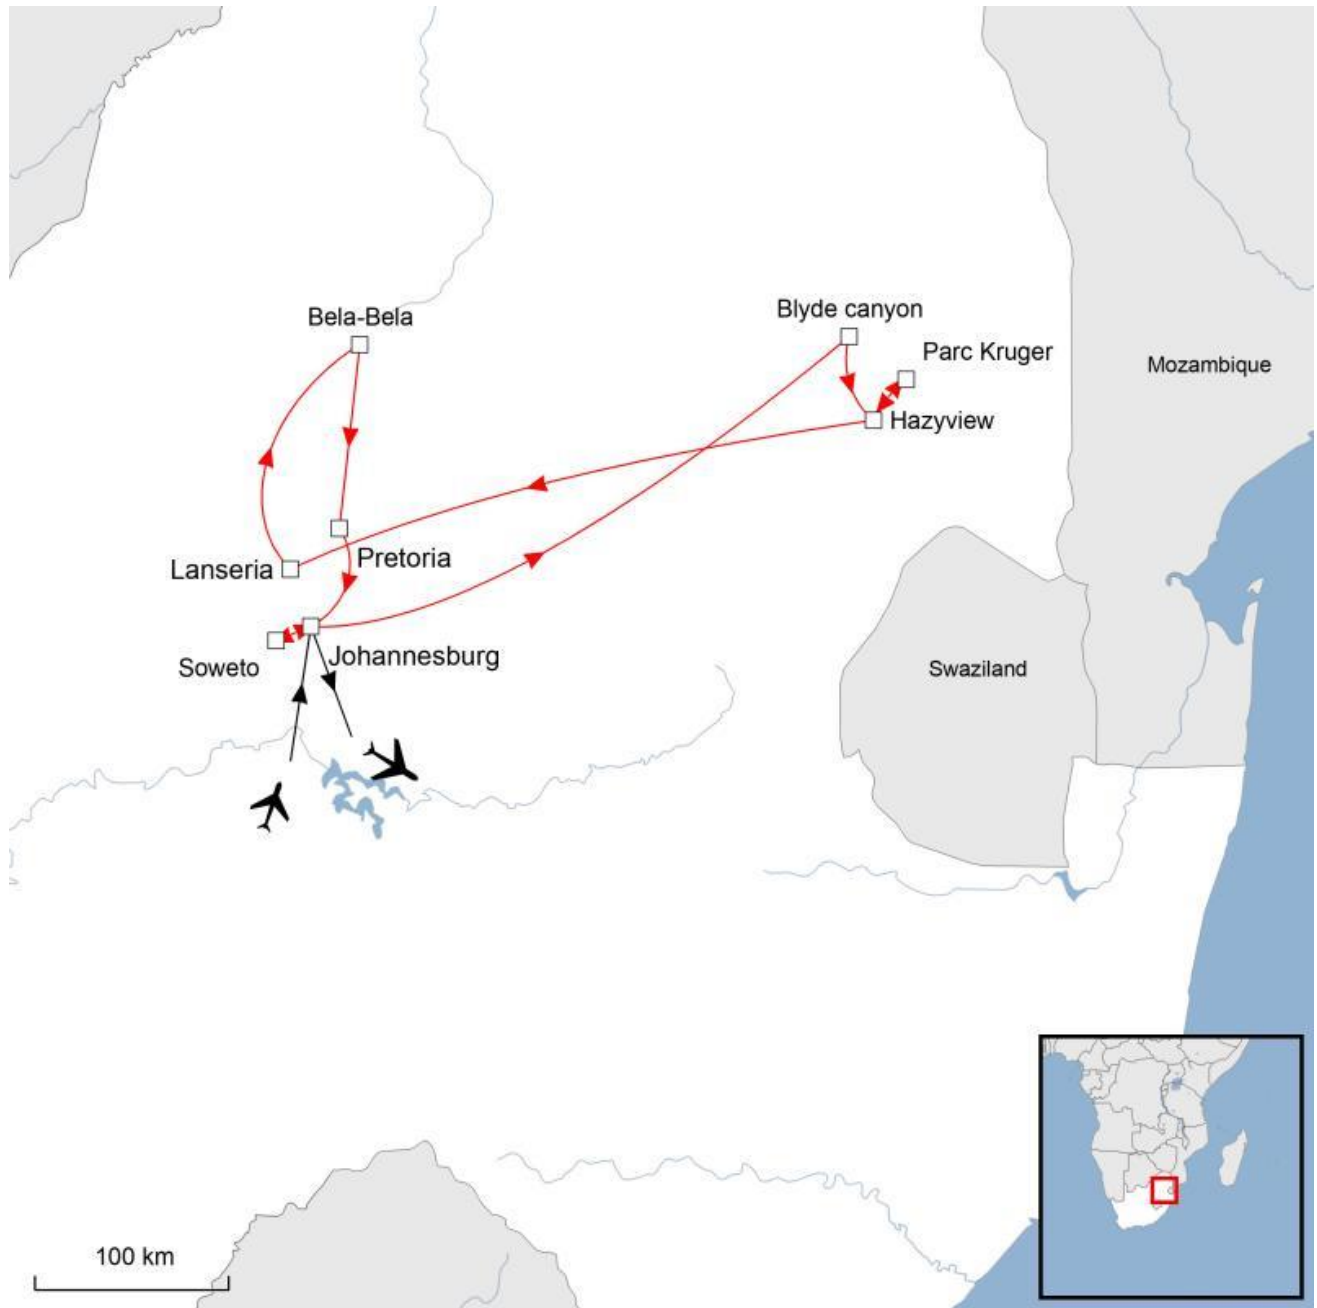 Bela-Bela
Blyde canyon
Parc Kruger
Mozambique
Hazyview
Lanseria
Pretoria
Soweto
Johannesburg
Swaziland
100 km